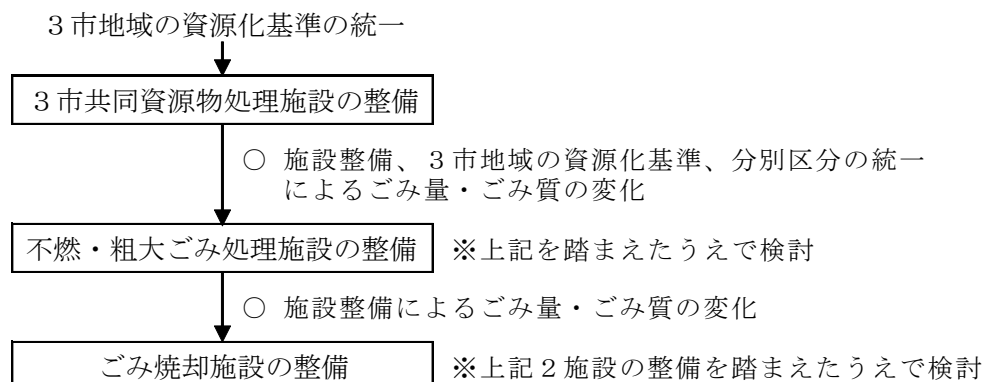 ３市地域の資源化基準の統一
３市共同資源物処理施設の整備
○ 施設整備、３市地域の資源化基準、分別区分の統一
によるごみ量・ごみ質の変化
不燃・粗大ごみ処理施設の整備 ※上記を踏まえたうえで検討
○ 施設整備によるごみ量・ごみ質の変化
ごみ焼却施設の整備 ※上記２施設の整備を踏まえたうえで検討